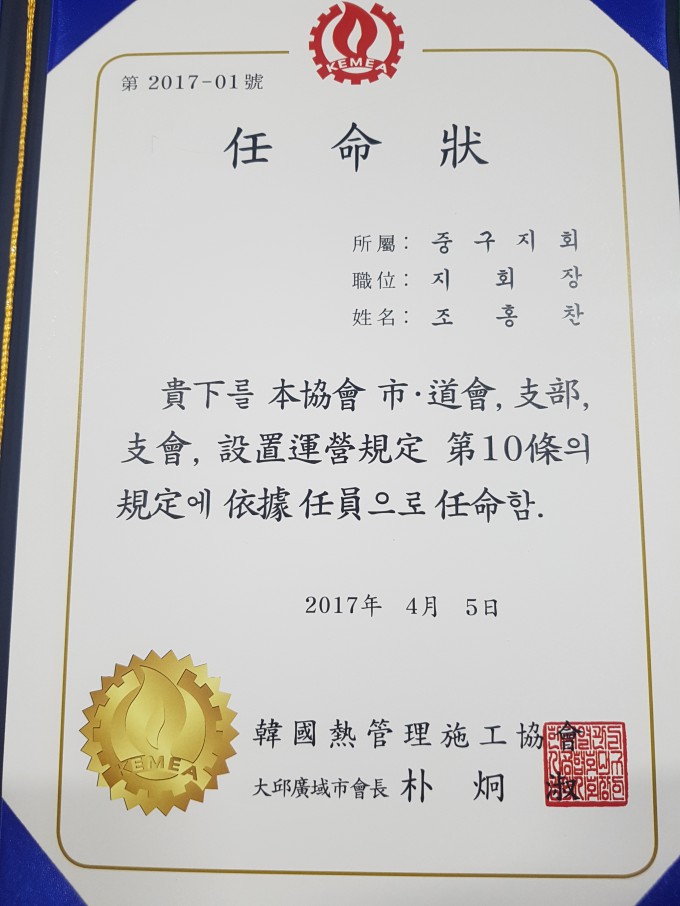 KEMEA
第 2017-01 號
任 命 狀
所屬 : 중 구 지 회
職位 : 지 회 장
姓名 : 조 홍 찬
貴下를 本協會 市·道會, 支部,
支會, 設置運營規定 第10條의
規定에 依據 任員으로 任命함.
2017年 4月 5日
KEMEA
韓國熱管理施工協會
大邱廣域市會長 朴 炯 淑